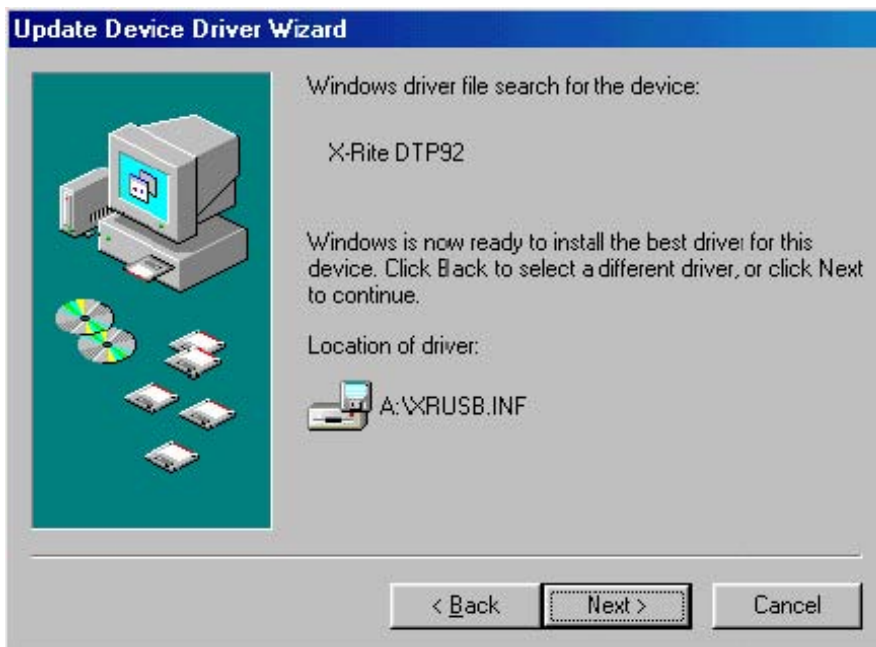 Update Device Driver Wizard
Windows driver file search for the device:
X-Rite DTP92
Windows is now ready to install the best driver for this
device. Click Back to select a different driver, or click Next
to continue.
Location of driver:
A:\XRUSB.INF
< Back
Next >
Cancel